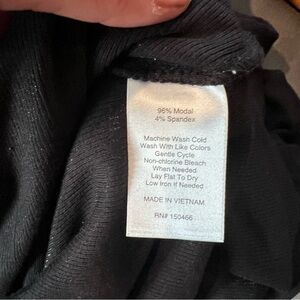 96% Modal
4% Spandex
Machine Wash Cold
Wash With Like Colors
Gentle Cycle
Non-chlorine Bleach
When Needed
Lay Flat To Dry
Low Iron If Needed
MADE IN VIETNAM
RN# 150466